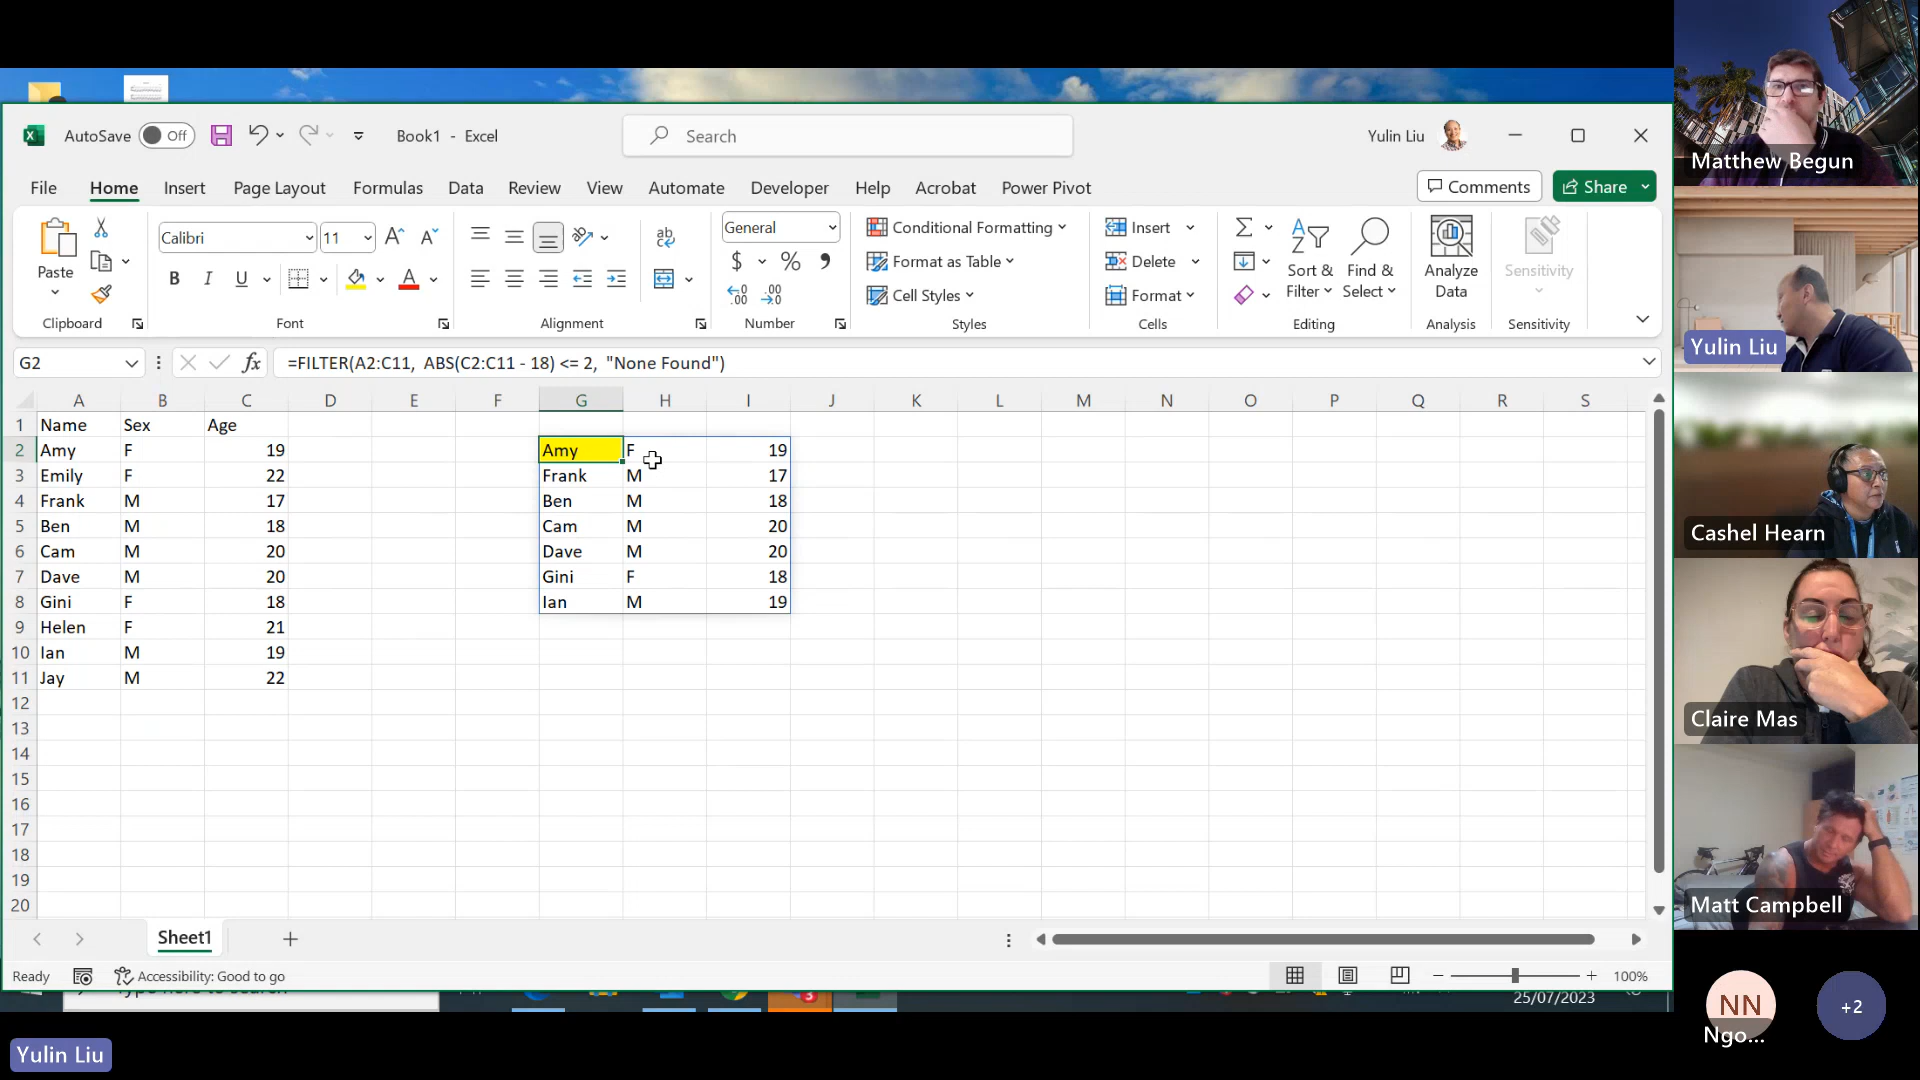 AutoSave Off Book1 - Excel Search Yulin Liu
File Home Insert Page Layout Formulas Data Review View Automate Developer Help Acrobat Power Pivot Comments Share
Paste Calibri 11 General Conditional Formatting Insert
B I U $ % Format as Table Delete Sort & Filter Find & Select Analyze Data Sensitivity
Cell Styles Format
Clipboard Font Alignment Number Styles Cells Editing Analysis Sensitivity
G2 fx =FILTER(A2:C11, ABS(C2:C11 - 18) <= 2, "None Found")
A B C D E F G H I J K L M N O P Q R S
1 Name Sex Age
2 Amy F 19 Amy F 19
3 Emily F 22 Frank M 17
4 Frank M 17 Ben M 18
5 Ben M 18 Cam M 20
6 Cam M 20 Dave M 20
7 Dave M 20 Gini F 18
8 Gini F 18 Ian M 19
9 Helen F 21
10 Ian M 19
11 Jay M 22
12
13
14
15
16
17
18
19
20
Sheet1
Ready Accessibility: Good to go 100%
25/07/2023
Yulin Liu
Matthew Begun
Yulin Liu
Cashel Hearn
Claire Mas
Matt Campbell
NN +2
Ngo...